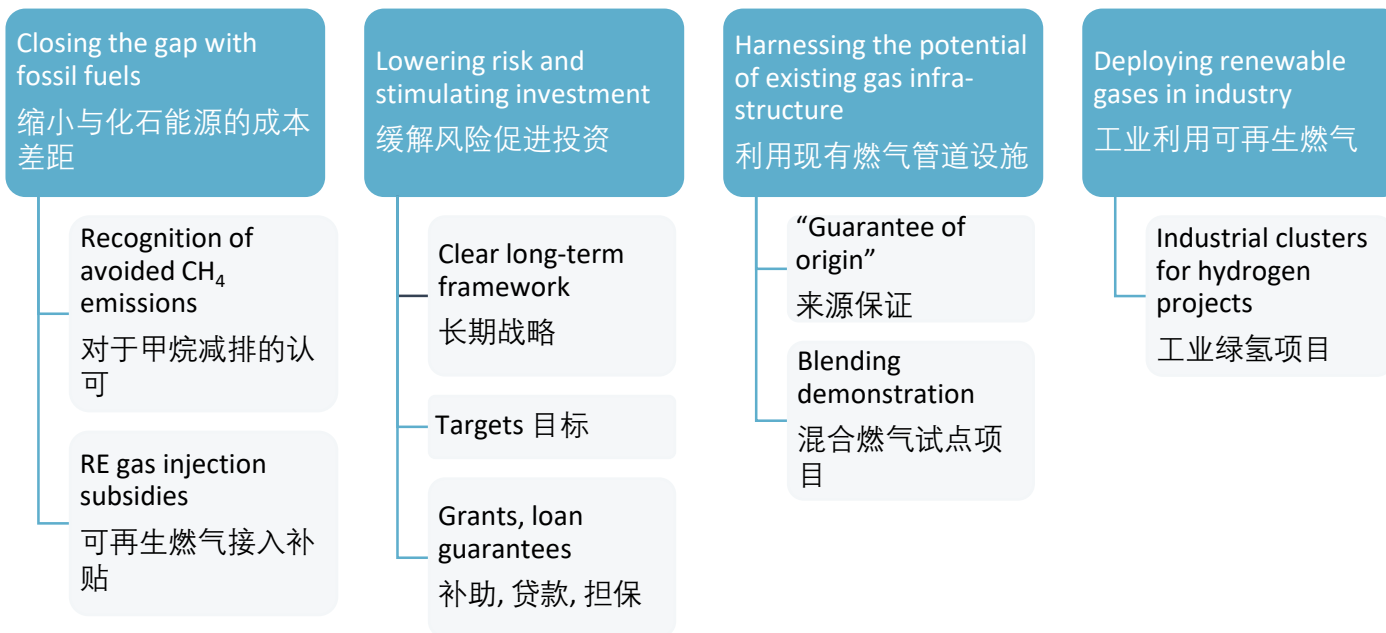 Closing the gap with
fossil fuels
缩小与化石能源的成本
差距
Recognition of
avoided CH₄
emissions
对于甲烷减排的认
可
RE gas injection
subsidies
可再生燃气接入补
贴
Lowering risk and
stimulating investment
缓解风险促进投资
Clear long-term
framework
长期战略
Targets 目标
Grants, loan
guarantees
补助, 贷款, 担保
Harnessing the potential
of existing gas infra-
structure
利用现有燃气管道设施
“Guarantee of
origin”
来源保证
Blending
demonstration
混合燃气试点项
目
Deploying renewable
gases in industry
工业利用可再生燃气
Industrial clusters
for hydrogen
projects
工业绿氢项目